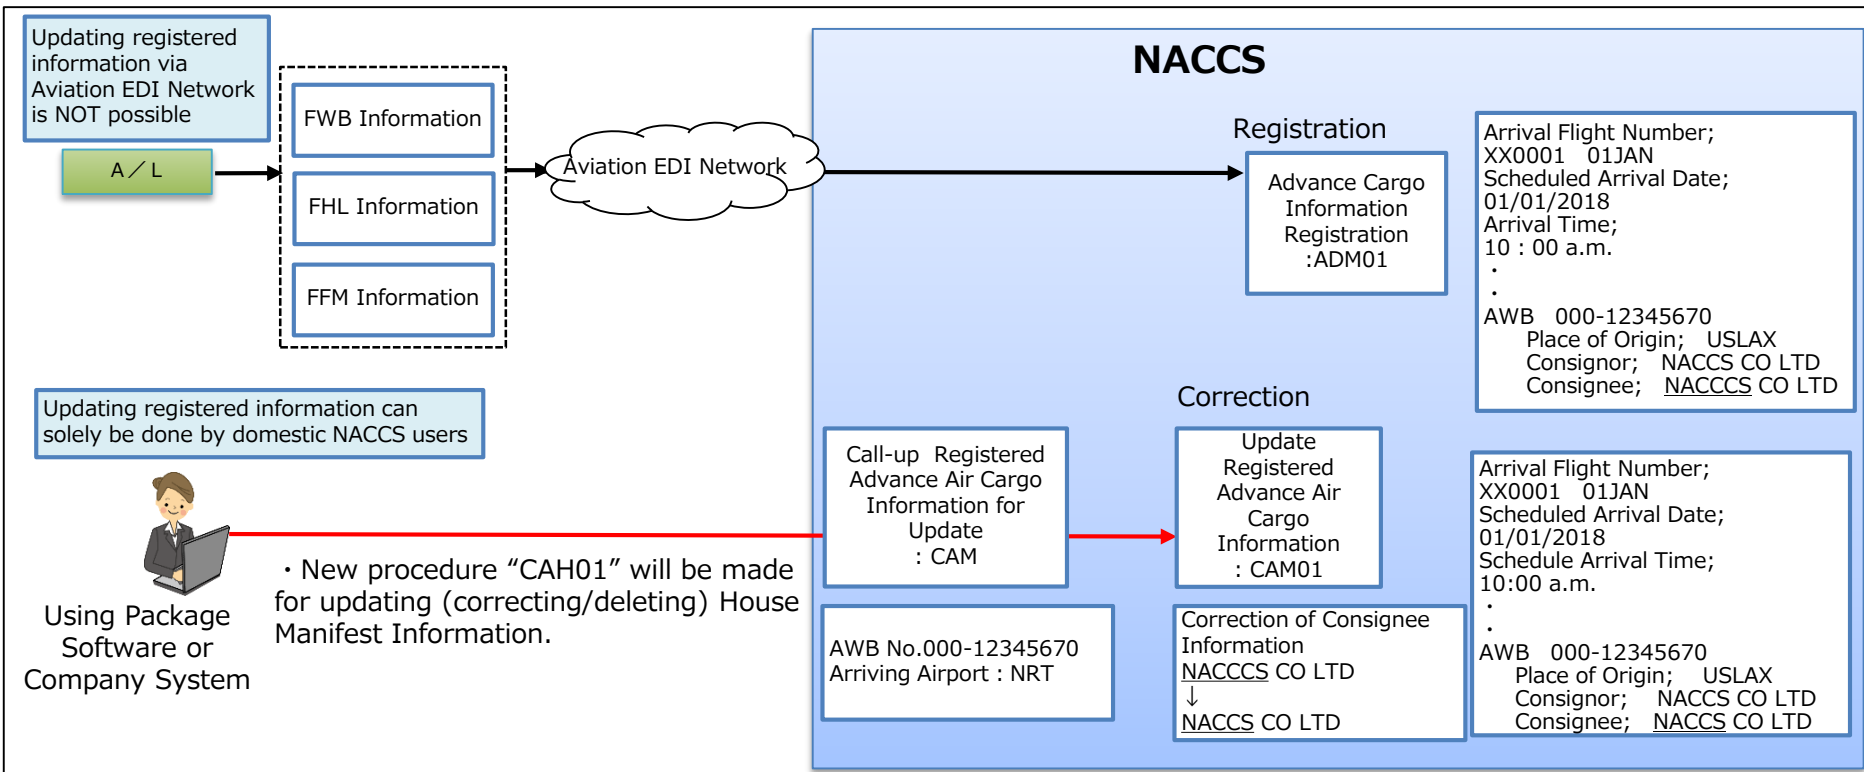 Updating registered
information via
Aviation EDI Network
is NOT possible
A／L
FWB Information
FHL Information
FFM Information
Aviation EDI Network
NACCS
Registration
Advance Cargo
Information
Registration
:ADM01
Arrival Flight Number;
XX0001 01JAN
Scheduled Arrival Date;
01/01/2018
Arrival Time;
10：00 a.m.
・
・
AWB 000-12345670
Place of Origin; USLAX
Consignor; NACCS CO LTD
Consignee; NACCCS CO LTD
Updating registered information can
solely be done by domestic NACCS users
Using Package
Software or
Company System
・New procedure “CAH01” will be made
for updating (correcting/deleting) House
Manifest Information.
Correction
Call-up Registered
Advance Air Cargo
Information for
Update
: CAM
Update
Registered
Advance Air
Cargo
Information
: CAM01
AWB No.000-12345670
Arriving Airport : NRT
Correction of Consignee
Information
NACCCS CO LTD
↓
NACCS CO LTD
Arrival Flight Number;
XX0001 01JAN
Scheduled Arrival Date;
01/01/2018
Schedule Arrival Time;
10:00 a.m.
・
・
AWB 000-12345670
Place of Origin; USLAX
Consignor; NACCS CO LTD
Consignee; NACCS CO LTD